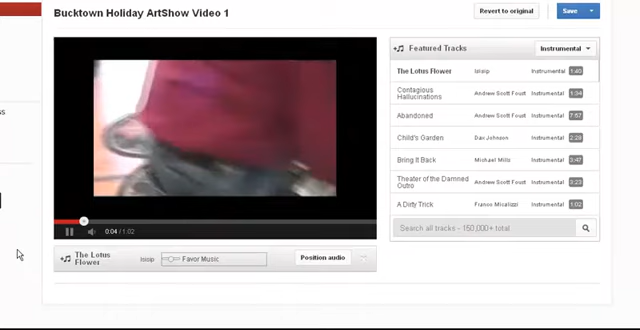 Bucktown Holiday ArtShow Video 1
Revert to original
Save
Featured Tracks
Instrumental
The Lotus Flower Isloip Instrumental 1:40
Contagious Hallucinations Andrew Scott Foust Instrumental 1:34
Abandoned Andrew Scott Foust Instrumental 7:57
Child's Garden Dax Johnson Instrumental 2:29
Bring It Back Michael Mills Instrumental 3:47
Theater of the Damned Outro Andrew Scott Foust Instrumental 3:23
A Dirty Trick Franco Micalizzi Instrumental 1:02
Search all tracks - 150,000+ total
0:04 / 1:02
The Lotus Flower
Isloip
Favor Music
Position audio